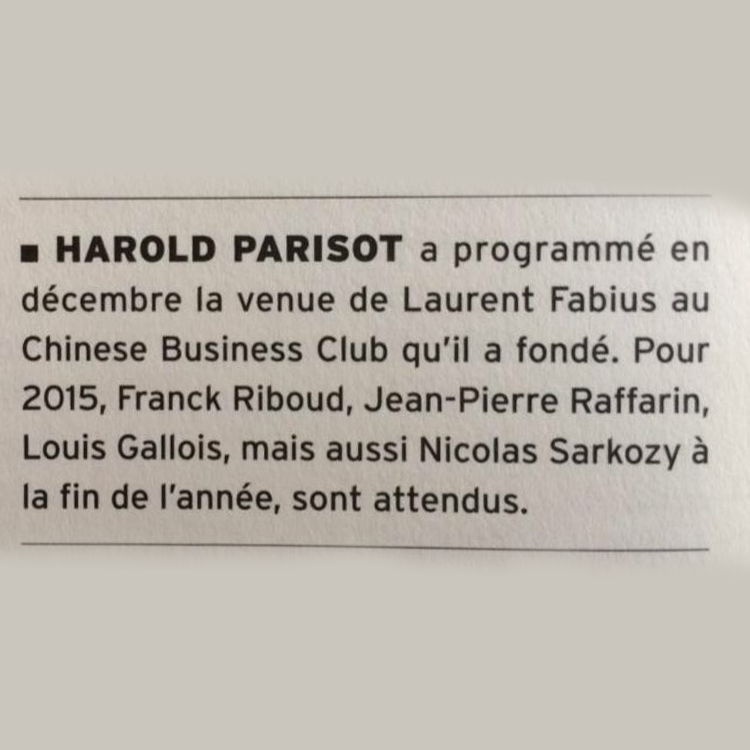 ■ HAROLD PARISOT a programmé en
décembre la venue de Laurent Fabius au
Chinese Business Club qu'il a fondé. Pour
2015, Franck Riboud, Jean-Pierre Raffarin,
Louis Gallois, mais aussi Nicolas Sarkozy à
la fin de l'année, sont attendus.